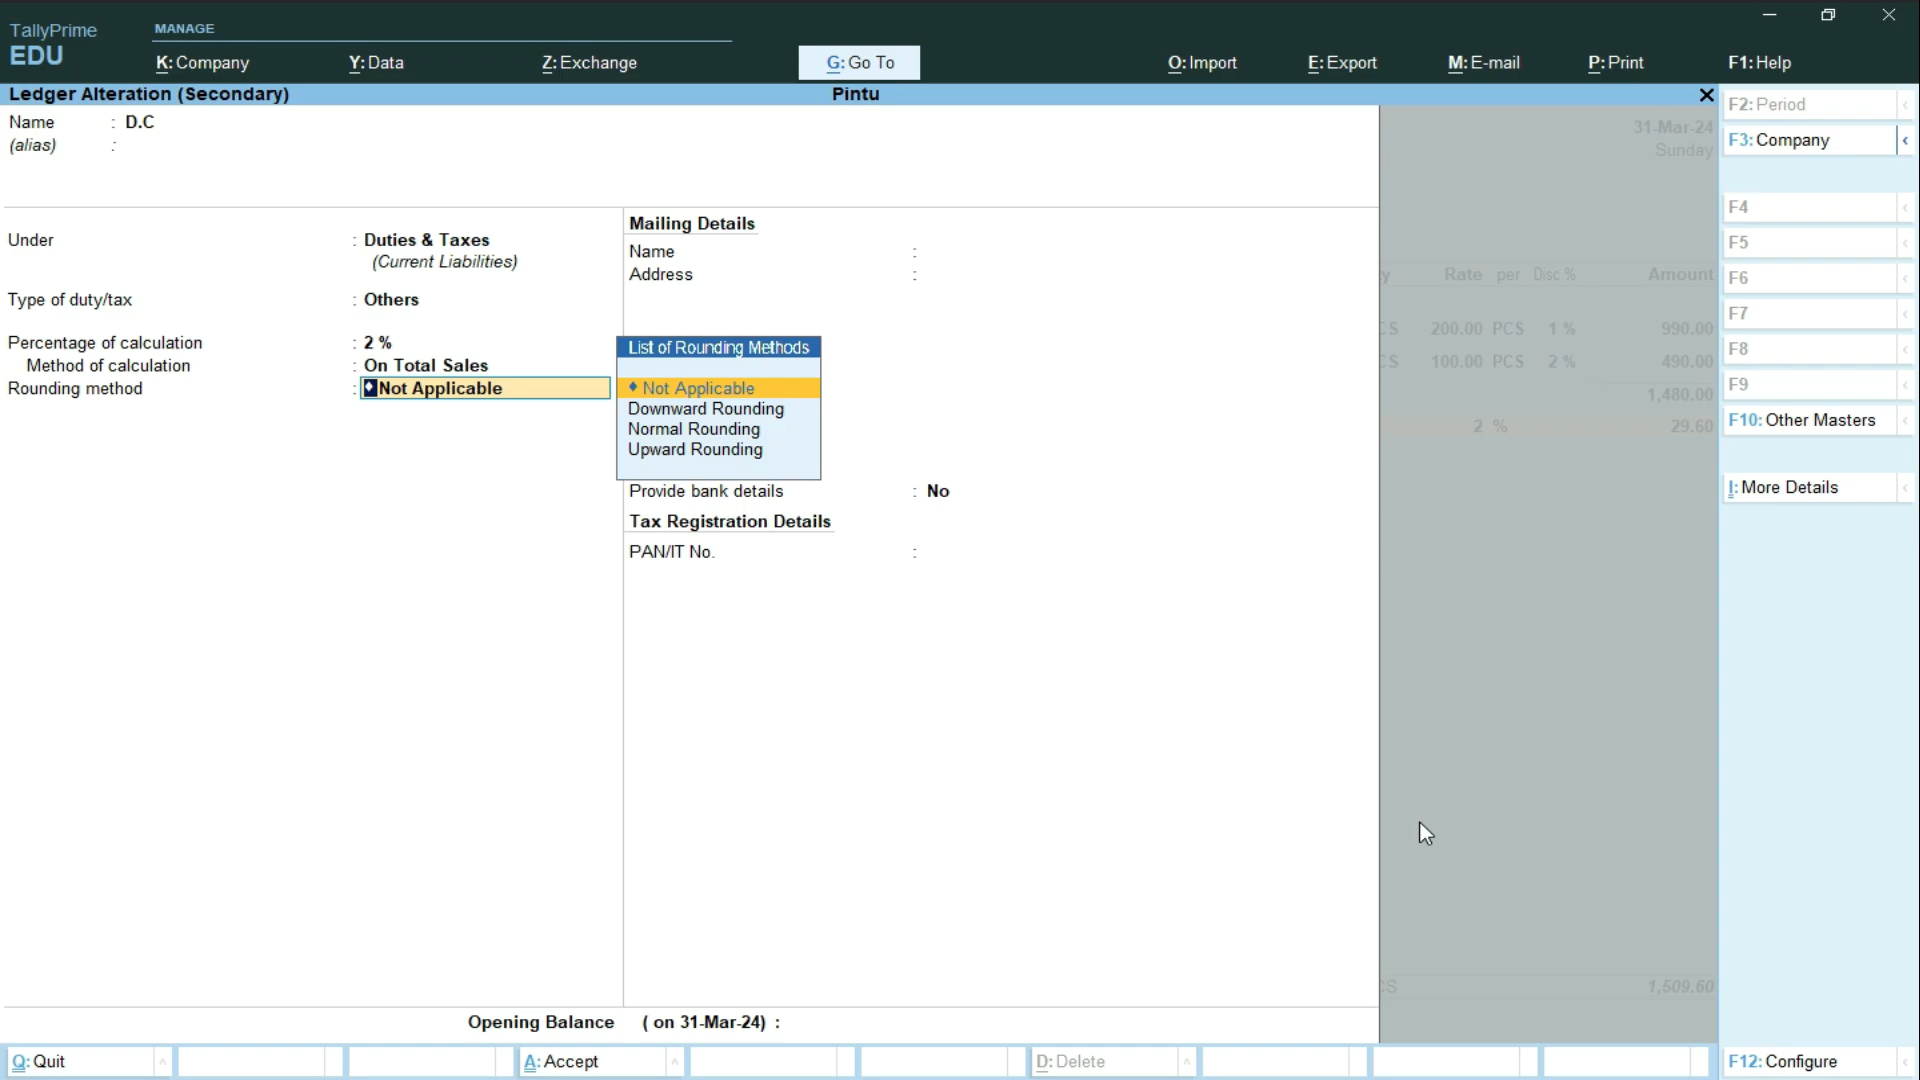 TallyPrime
EDU
MANAGE
K: Company
Y: Data
Z: Exchange
G: Go To
O: Import
E: Export
M: E-mail
P: Print
F1: Help
Ledger Alteration (Secondary)
Pintu
Name : D.C
(alias) :
Under : Duties & Taxes
(Current Liabilities)
Type of duty/tax : Others
Percentage of calculation : 2 %
Method of calculation : On Total Sales
Rounding method : Not Applicable
Mailing Details
Name :
Address :
List of Rounding Methods
Not Applicable
Downward Rounding
Normal Rounding
Upward Rounding
Provide bank details : No
Tax Registration Details
PAN/IT No. :
31-Mar-24
Sunday
y Rate per Disc % Amount
CS 200.00 PCS 1 % 990.00
CS 100.00 PCS 2 % 490.00
1,480.00
2 % 29.60
CS 1,509.60
Opening Balance ( on 31-Mar-24) :
F2: Period
F3: Company
F4
F5
F6
F7
F8
F9
F10: Other Masters
I: More Details
F12: Configure
Q: Quit
A: Accept
D: Delete